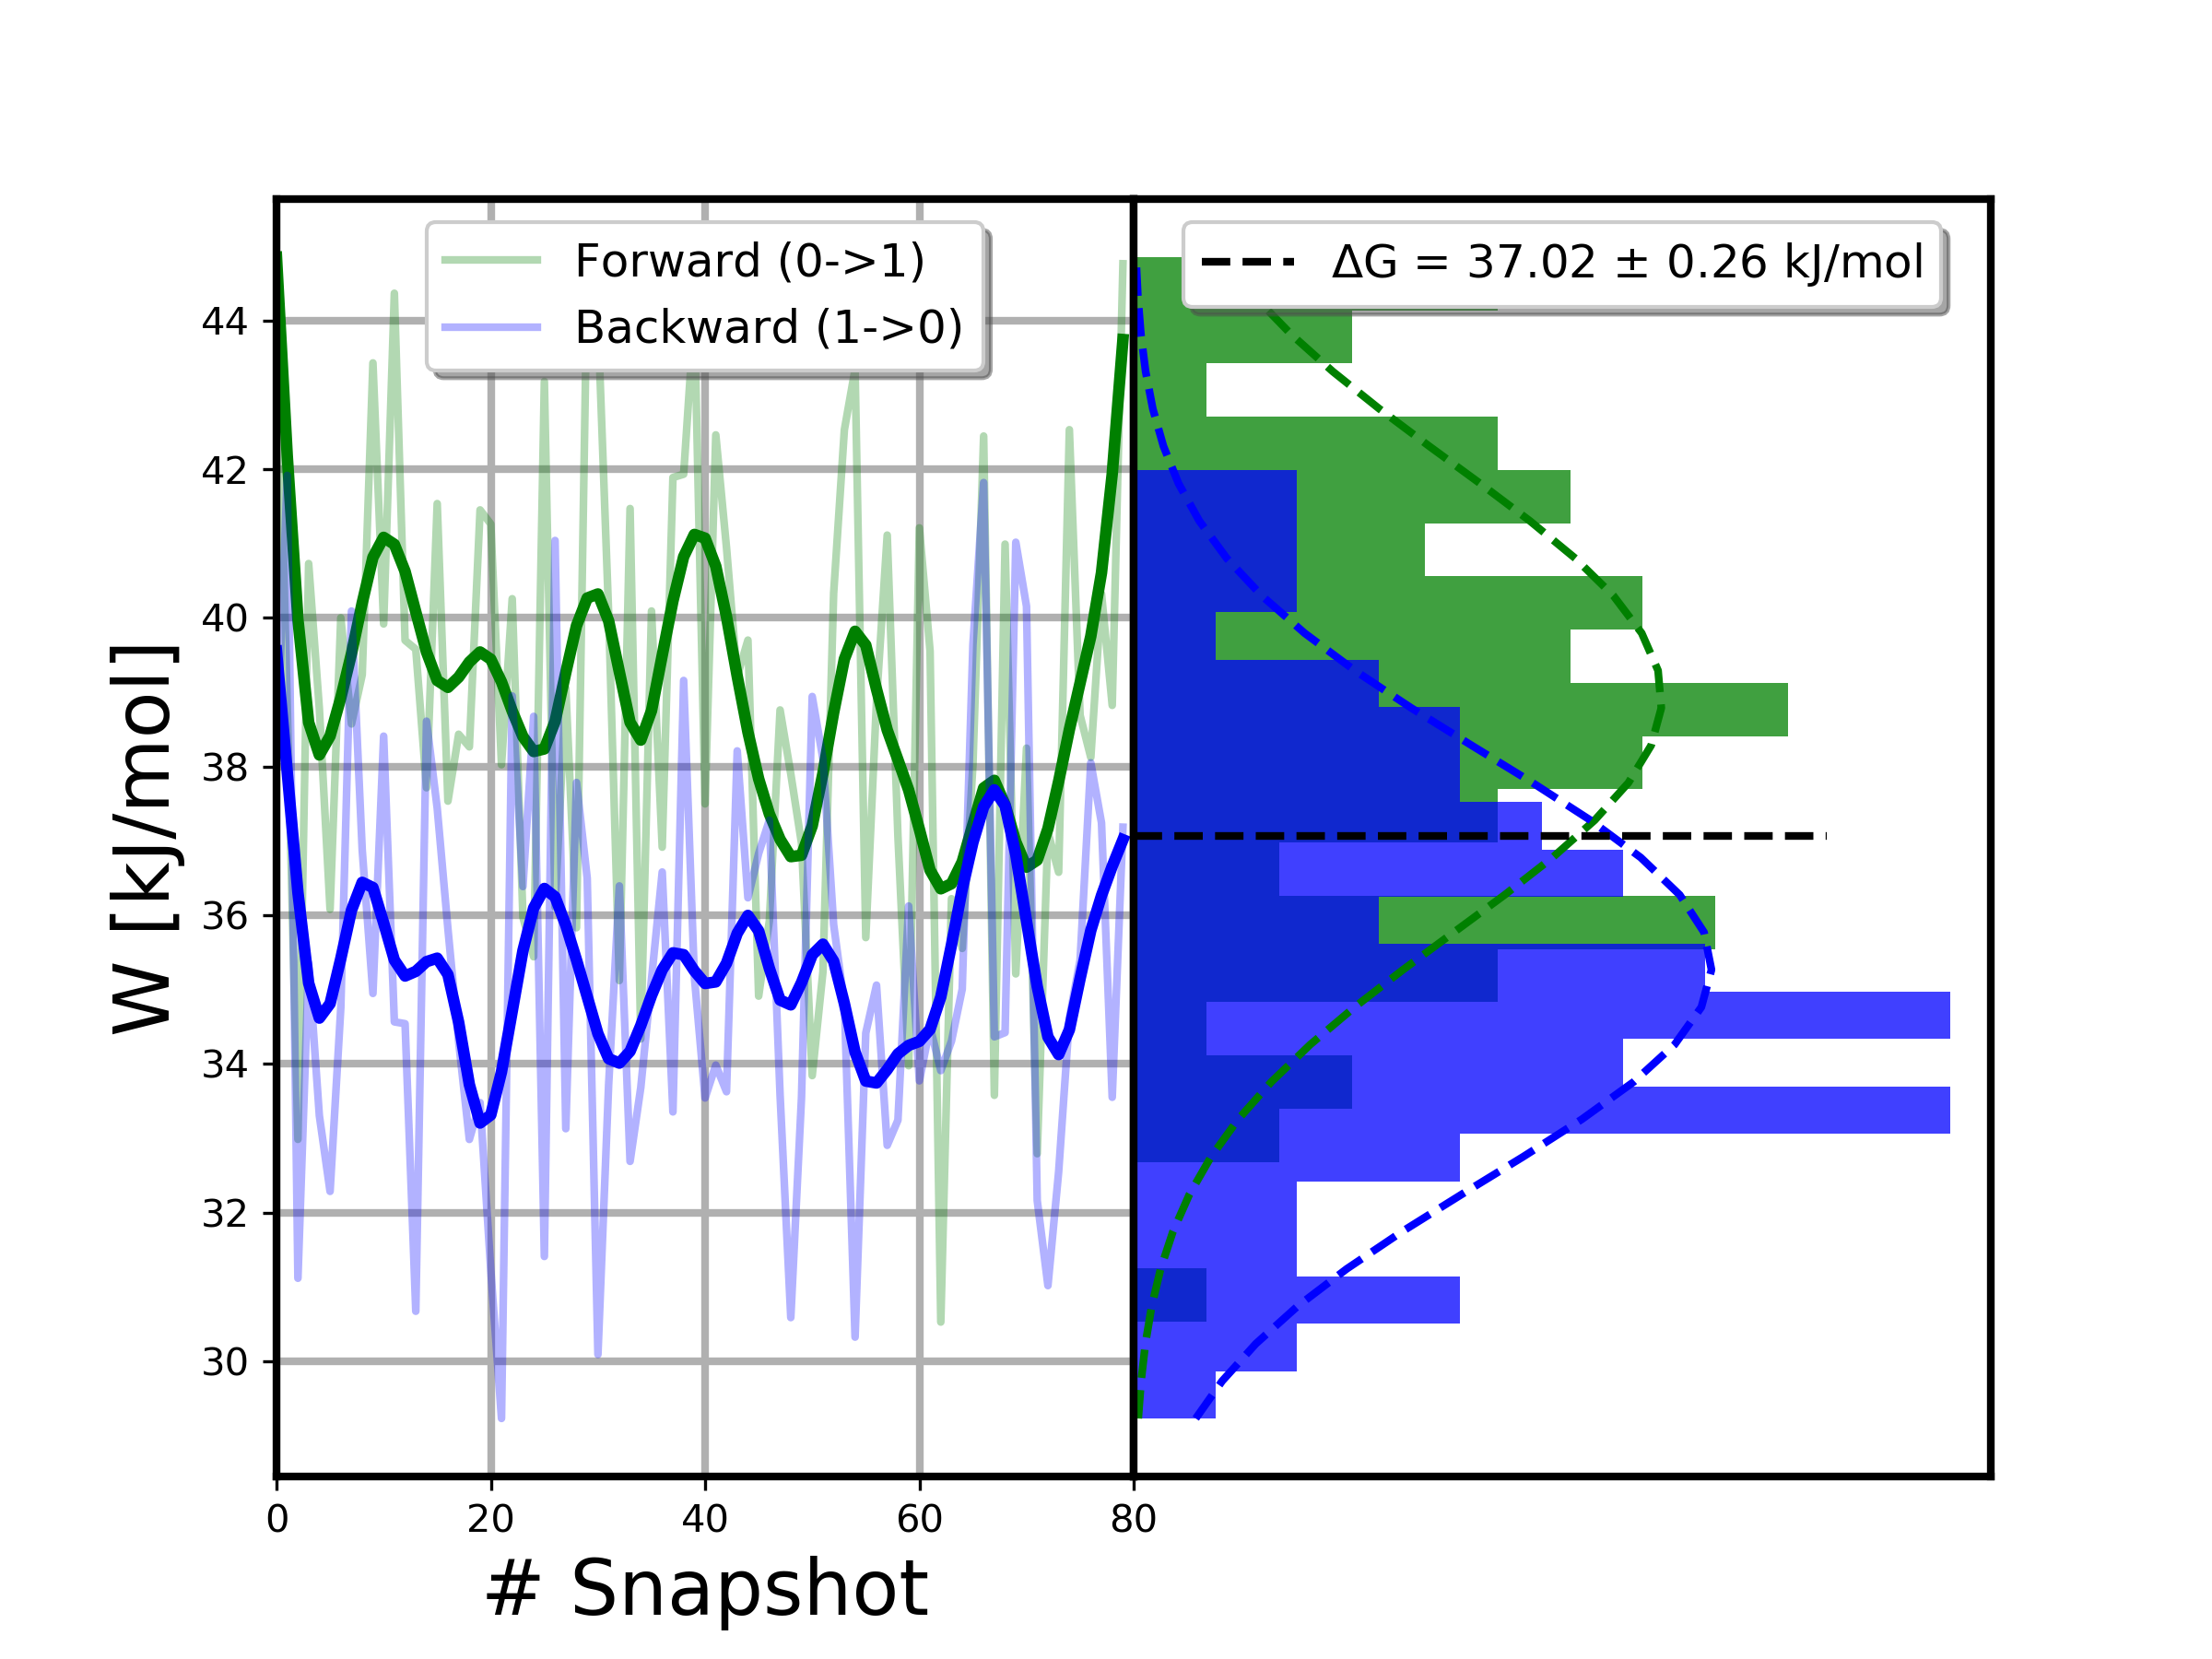 Forward (0->1)
Backward (1->0)
ΔG = 37.02 ± 0.26 kJ/mol
W [kJ/mol]
44
42
40
38
36
34
32
30
0
20
40
60
80
# Snapshot